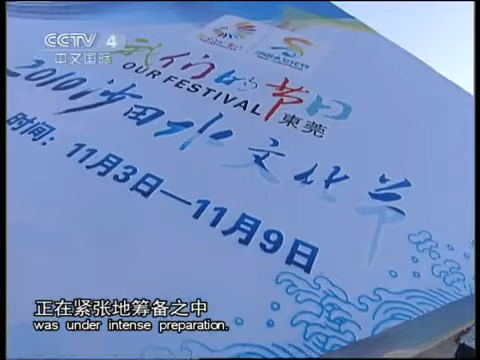 CCTV 4
中文国际
我们的节日
OUR FESTIVAL 東莞
2010沙田水文化节
时间：11月3日—11月9日
正在紧张地筹备之中
was under intense preparation.